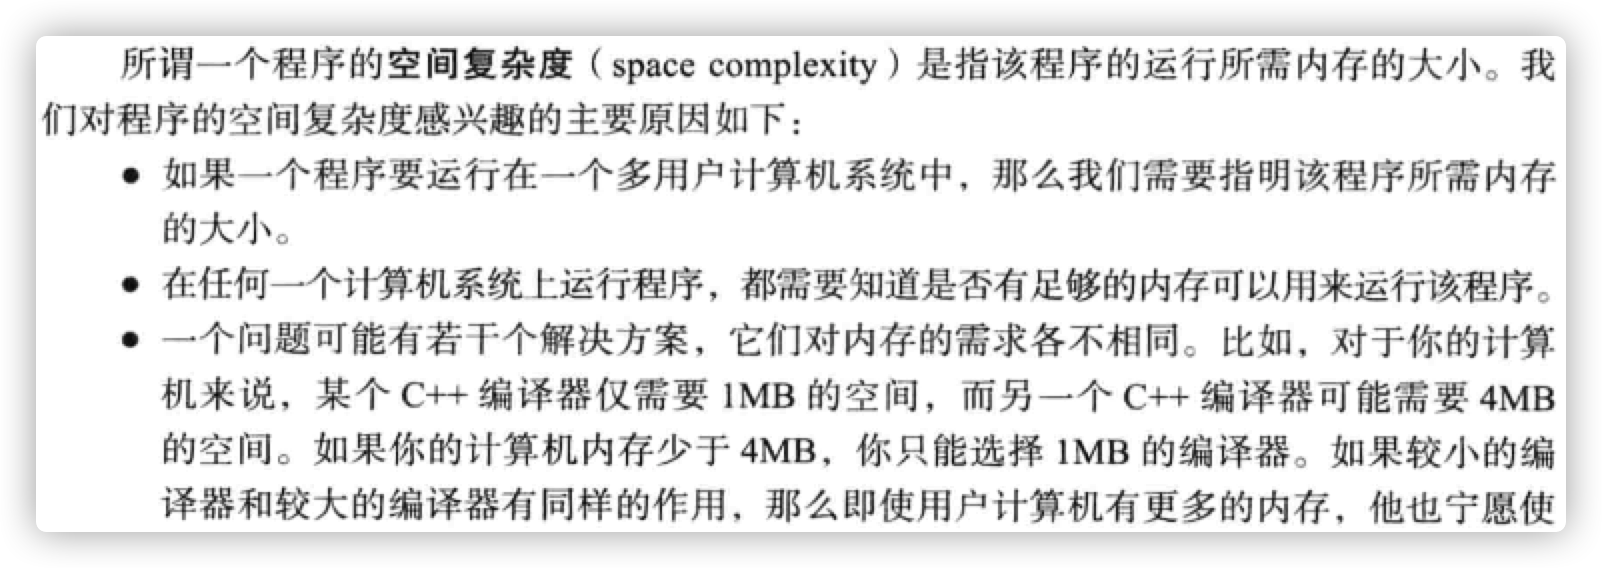 所谓一个程序的空间复杂度（space complexity）是指该程序的运行所需内存的大小。我
们对程序的空间复杂度感兴趣的主要原因如下：
● 如果一个程序要运行在一个多用户计算机系统中，那么我们需要指明该程序所需内存
的大小。
● 在任何一个计算机系统上运行程序，都需要知道是否有足够的内存可以用来运行该程序。
● 一个问题可能有若干个解决方案，它们对内存的需求各不相同。比如，对于你的计算
机来说，某个 C++ 编译器仅需要 1MB 的空间，而另一个 C++ 编译器可能需要 4MB
的空间。如果你的计算机内存少于 4MB，你只能选择 1MB 的编译器。如果较小的编
译器和较大的编译器有同样的作用，那么即使用户计算机有更多的内存，他也宁愿使